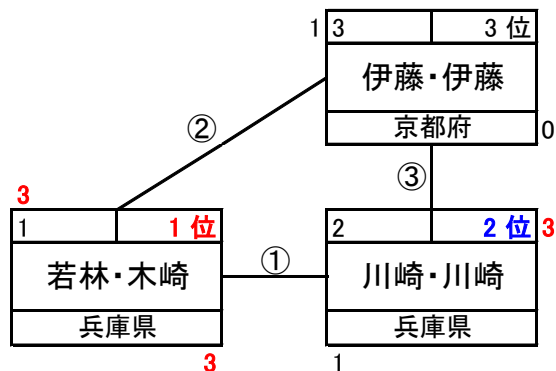 1 3 3 位
伊藤・伊藤
京都府 0
②
③
3
1 1 位
若林・木崎
兵庫県
3
①
2 2 位 3
川崎・川崎
兵庫県
1